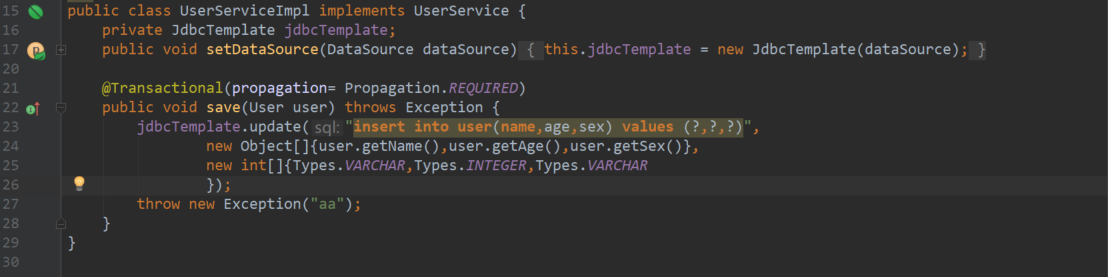 15 public class UserServiceImpl implements UserService {
16     private JdbcTemplate jdbcTemplate;
17     public void setDataSource(DataSource dataSource) { this.jdbcTemplate = new JdbcTemplate(dataSource); }
20
21     @Transactional(propagation= Propagation.REQUIRED)
22     public void save(User user) throws Exception {
23         jdbcTemplate.update( sql: "insert into user(name,age,sex) values (?,?,?)",
24                 new Object[]{user.getName(),user.getAge(),user.getSex()},
25                 new int[]{Types.VARCHAR,Types.INTEGER,Types.VARCHAR
26                 });
27         throw new Exception("aa");
28     }
29 }
30